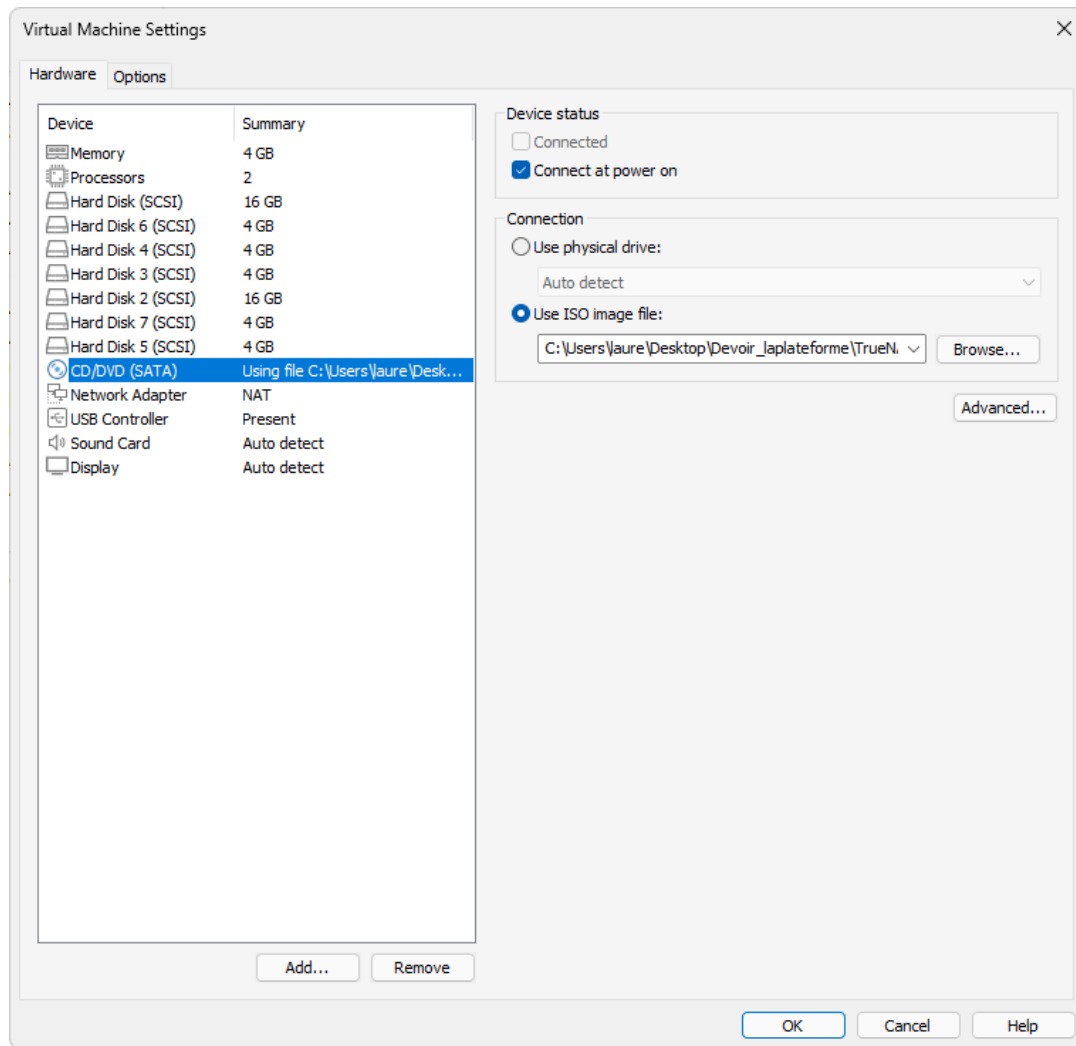 Virtual Machine Settings
Hardware Options
Device Summary
Memory 4 GB
Processors 2
Hard Disk (SCSI) 16 GB
Hard Disk 6 (SCSI) 4 GB
Hard Disk 4 (SCSI) 4 GB
Hard Disk 3 (SCSI) 4 GB
Hard Disk 2 (SCSI) 16 GB
Hard Disk 7 (SCSI) 4 GB
Hard Disk 5 (SCSI) 4 GB
CD/DVD (SATA) Using file C:\Users\laure\Desk...
Network Adapter NAT
USB Controller Present
Sound Card Auto detect
Display Auto detect
Add... Remove
Device status
Connected
Connect at power on
Connection
Use physical drive:
Auto detect
Use ISO image file:
C:\Users\laure\Desktop\Devoir_laplateforme\TrueN. Browse...
Advanced...
OK Cancel Help